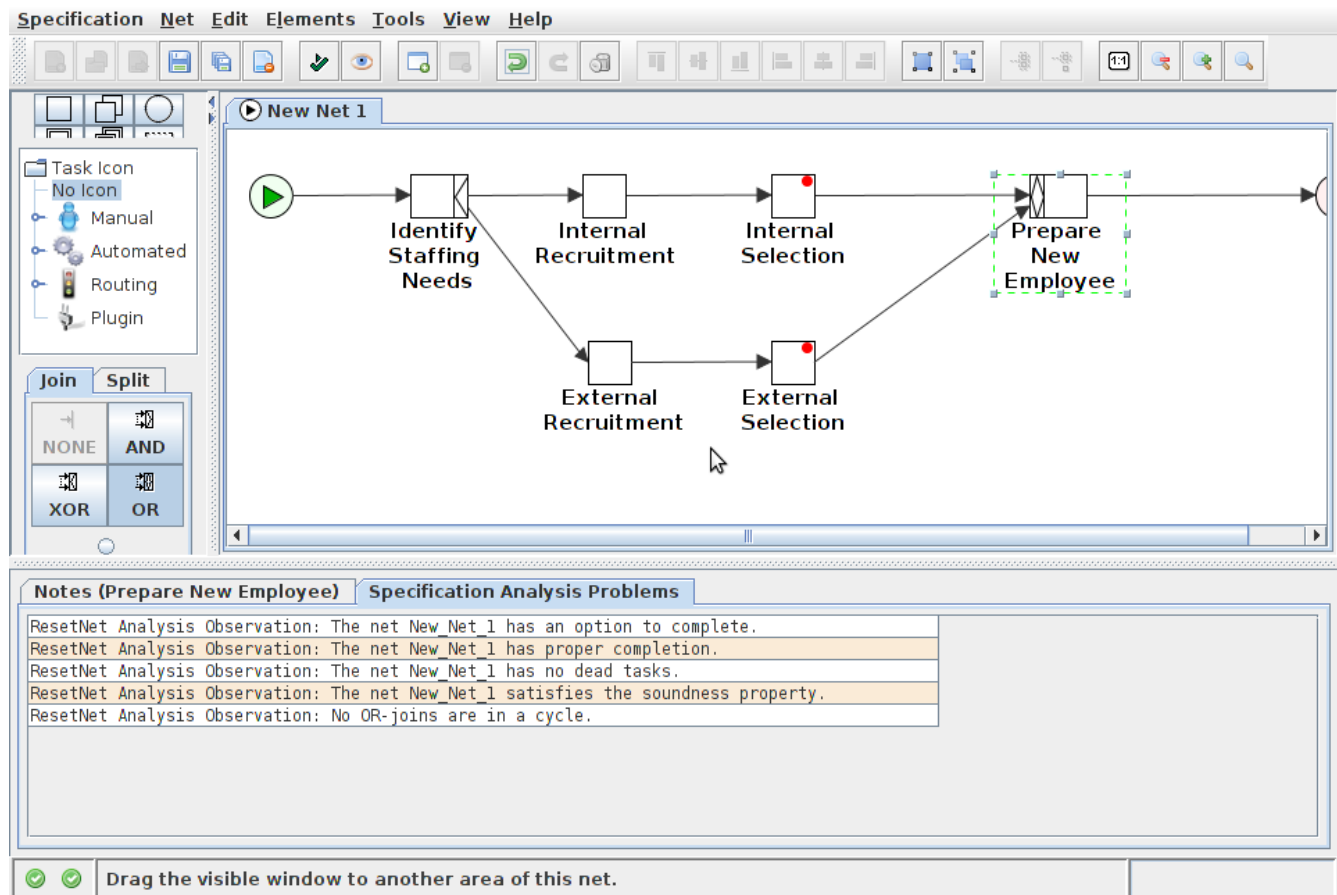 Specification Net Edit Elements Tools View Help
1:1
New Net 1
Task Icon
No Icon
Manual
Automated
Routing
Plugin
Identify
Staffing
Needs
Internal
Recruitment
Internal
Selection
Prepare
New
Employee
External
Recruitment
External
Selection
Join Split
NONE AND
XOR OR
Notes (Prepare New Employee) Specification Analysis Problems
ResetNet Analysis Observation: The net New_Net_1 has an option to complete.
ResetNet Analysis Observation: The net New_Net_1 has proper completion.
ResetNet Analysis Observation: The net New_Net_1 has no dead tasks.
ResetNet Analysis Observation: The net New_Net_1 satisfies the soundness property.
ResetNet Analysis Observation: No OR-joins are in a cycle.
Drag the visible window to another area of this net.